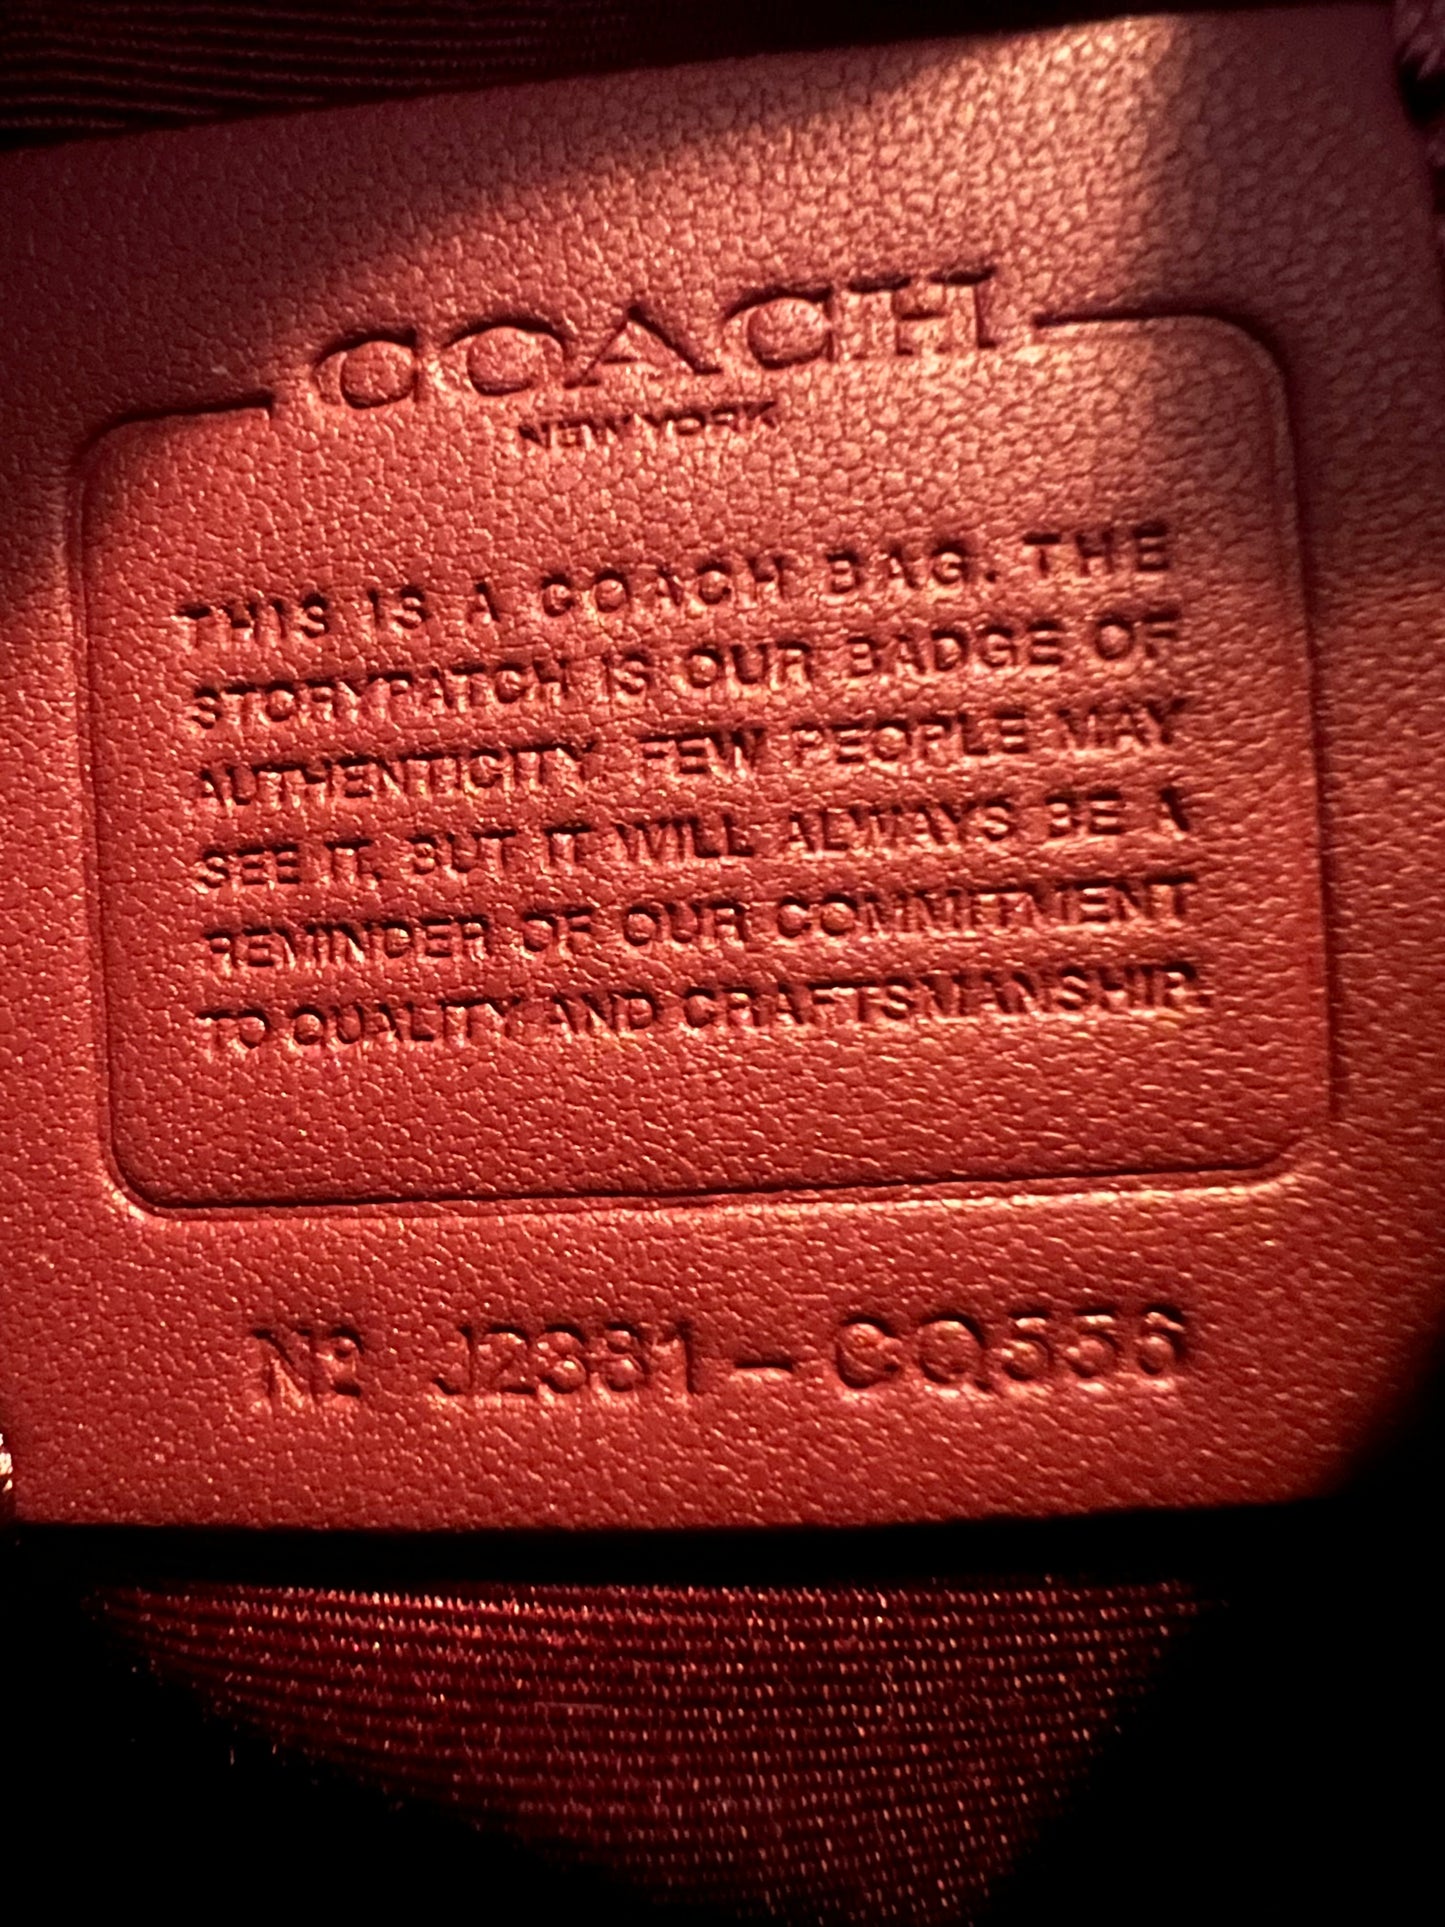 COACH
NEW YORK
THIS IS A COACH BAG. THE
STORYPATCH IS OUR BADGE OF
AUTHENTICITY. FEW PEOPLE MAY
SEE IT, BUT IT WILL ALWAYS BE A
REMINDER OF OUR COMMITMENT
TO QUALITY AND CRAFTSMANSHIP.
Nº J2381-CQ556